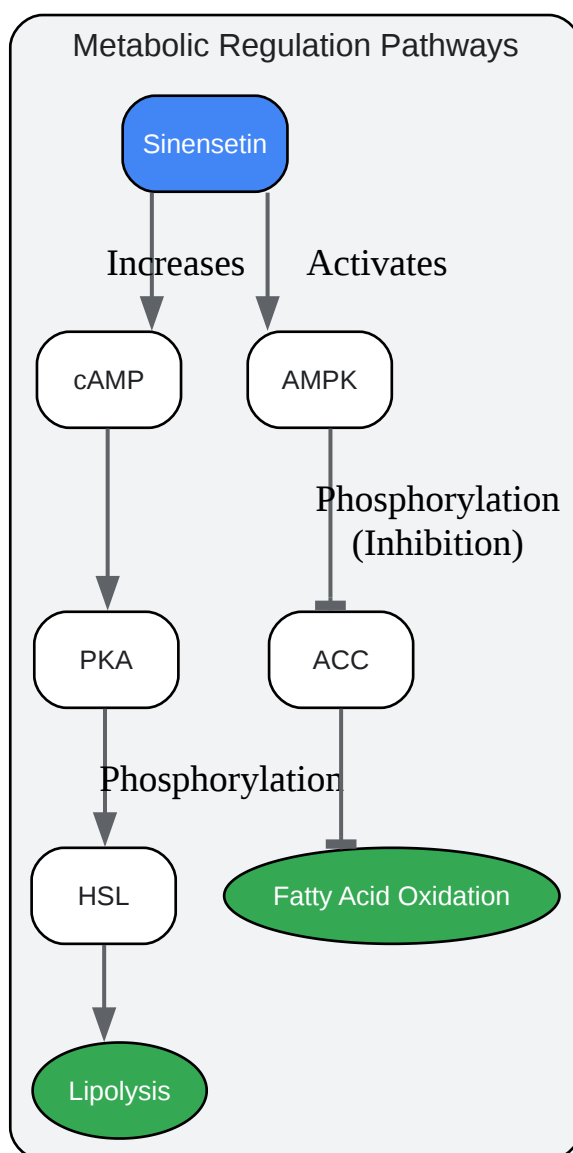 Metabolic Regulation Pathways
Sinensetin
Increases
Activates
cAMP
AMPK
Phosphorylation
(Inhibition)
PKA
ACC
Phosphorylation
HSL
Fatty Acid Oxidation
Lipolysis